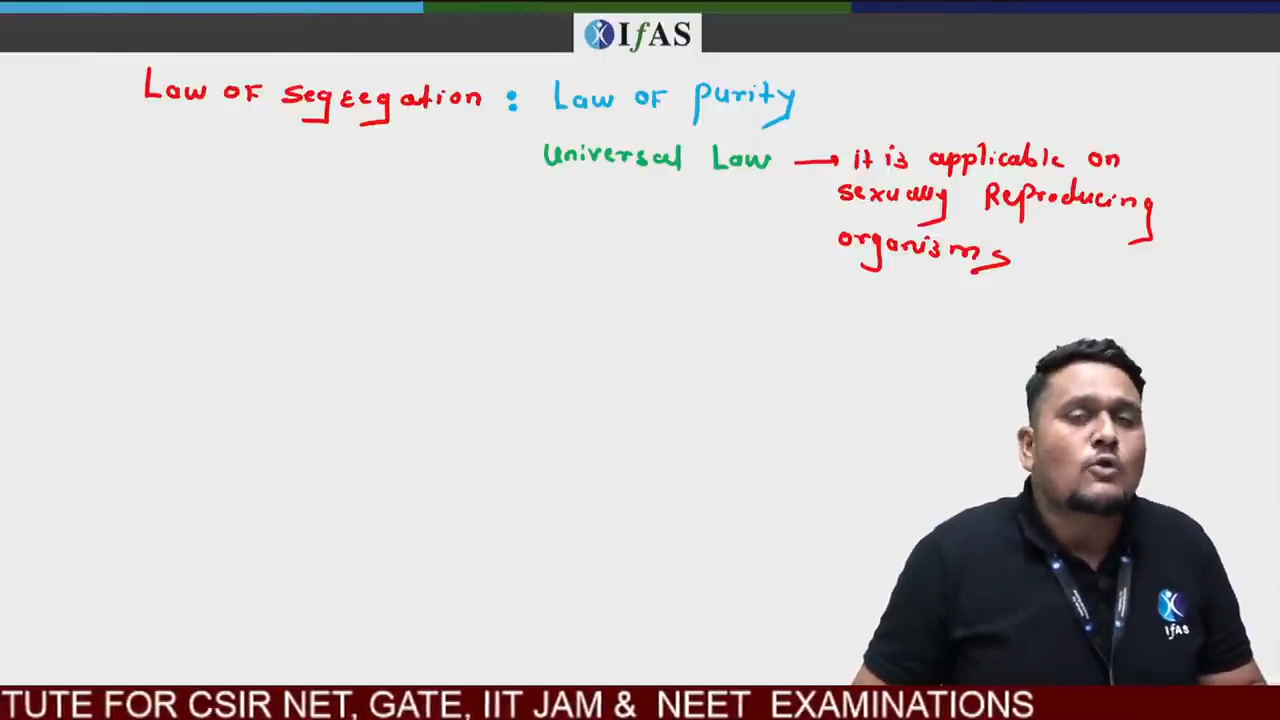 IfAS
Law of segregation : Law of purity
Universal Law → it is applicable on
sexually Reproducing
organisms
IfAS
TUTE FOR CSIR NET, GATE, IIT JAM & NEET EXAMINATIONS